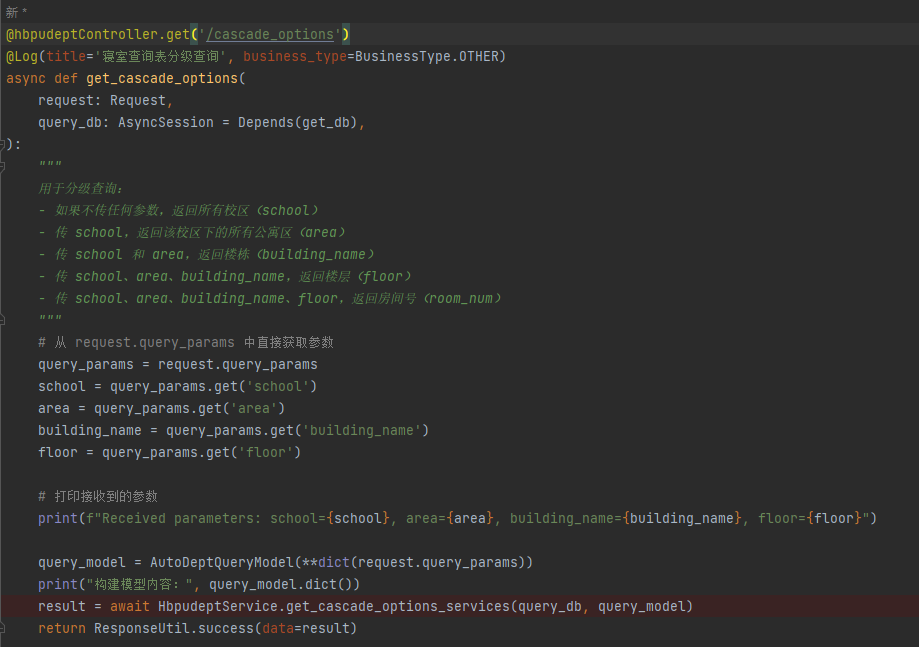 新 *
@hbpudeptController.get('/cascade_options')
@Log(title='寝室查询表分级查询', business_type=BusinessType.OTHER)
async def get_cascade_options(
    request: Request,
    query_db: AsyncSession = Depends(get_db),
):
    """
    用于分级查询：
    - 如果不传任何参数，返回所有校区（school）
    - 传 school，返回该校区下的所有公寓区（area）
    - 传 school 和 area，返回楼栋（building_name）
    - 传 school、area、building_name，返回楼层（floor）
    - 传 school、area、building_name、floor，返回房间号（room_num）
    """
    # 从 request.query_params 中直接获取参数
    query_params = request.query_params
    school = query_params.get('school')
    area = query_params.get('area')
    building_name = query_params.get('building_name')
    floor = query_params.get('floor')

    # 打印接收到的参数
    print(f"Received parameters: school={school}, area={area}, building_name={building_name}, floor={floor}")

    query_model = AutoDeptQueryModel(**dict(request.query_params))
    print("构建模型内容：", query_model.dict())
    result = await HbpudeptService.get_cascade_options_services(query_db, query_model)
    return ResponseUtil.success(data=result)